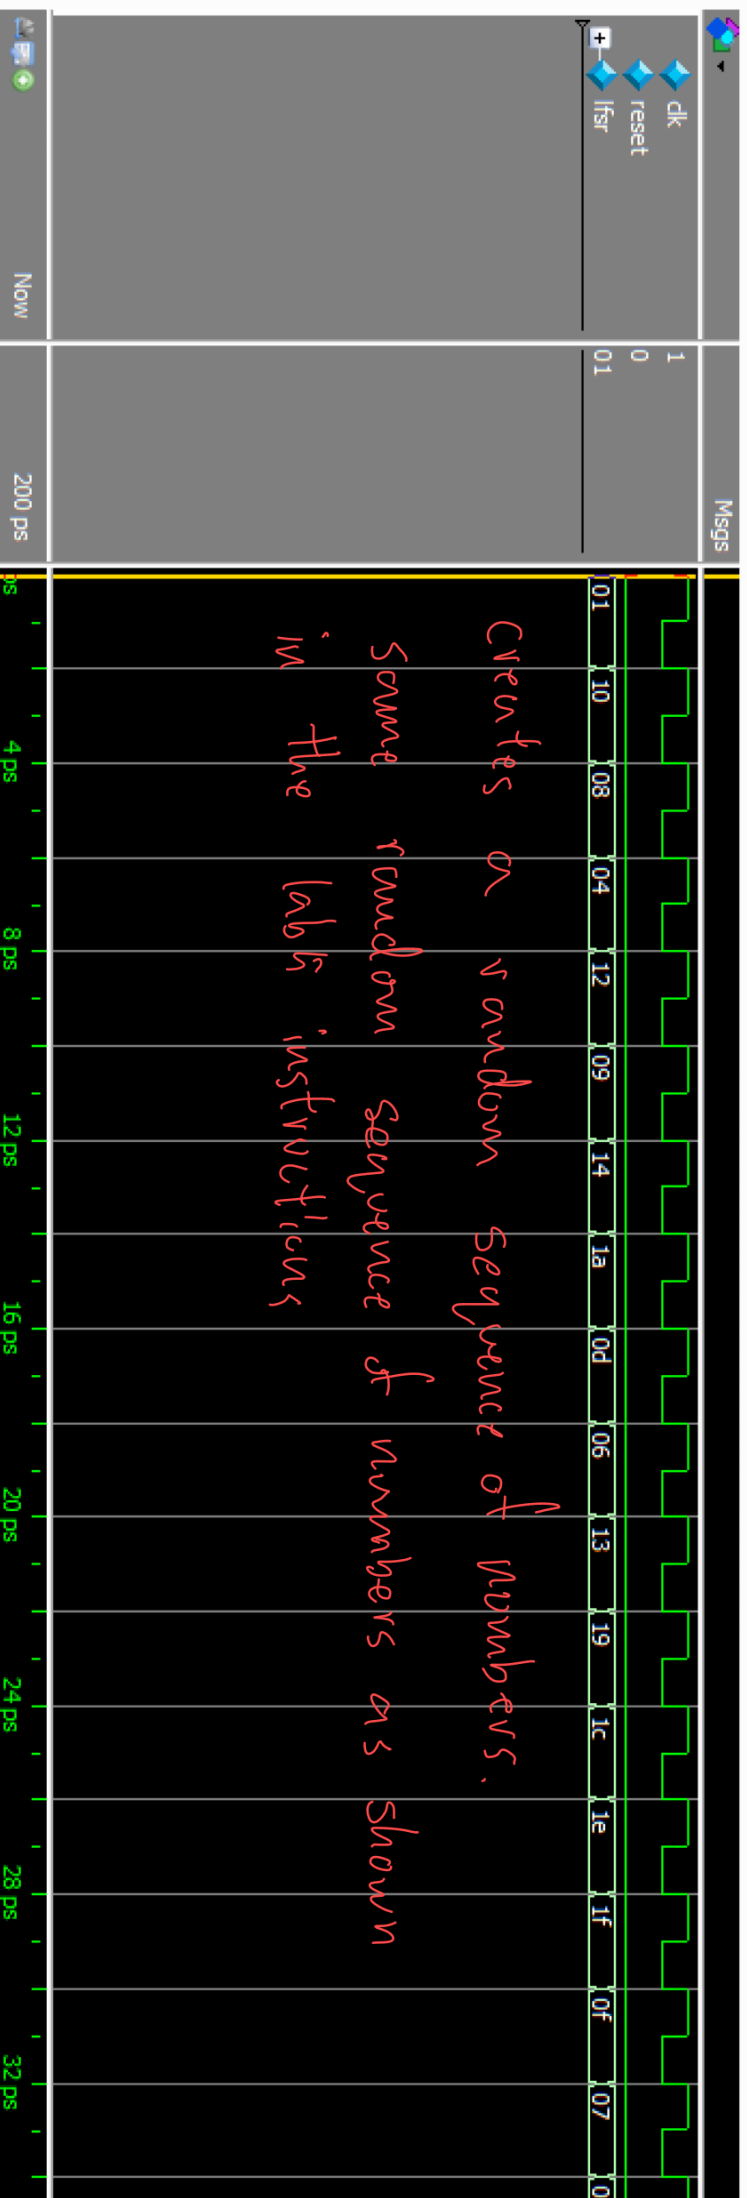 Msgs
clk 1
reset 0
lfsr 01 01 10 08 04 12 09 14 1a 0d 06 13 19 1c 1e 1f 0f 07 0
Creates a random sequence of numbers.
Same random sequence of numbers as shown
in the lab instructions
Now 200 ps ps 4 ps 8 ps 12 ps 16 ps 20 ps 24 ps 28 ps 32 ps